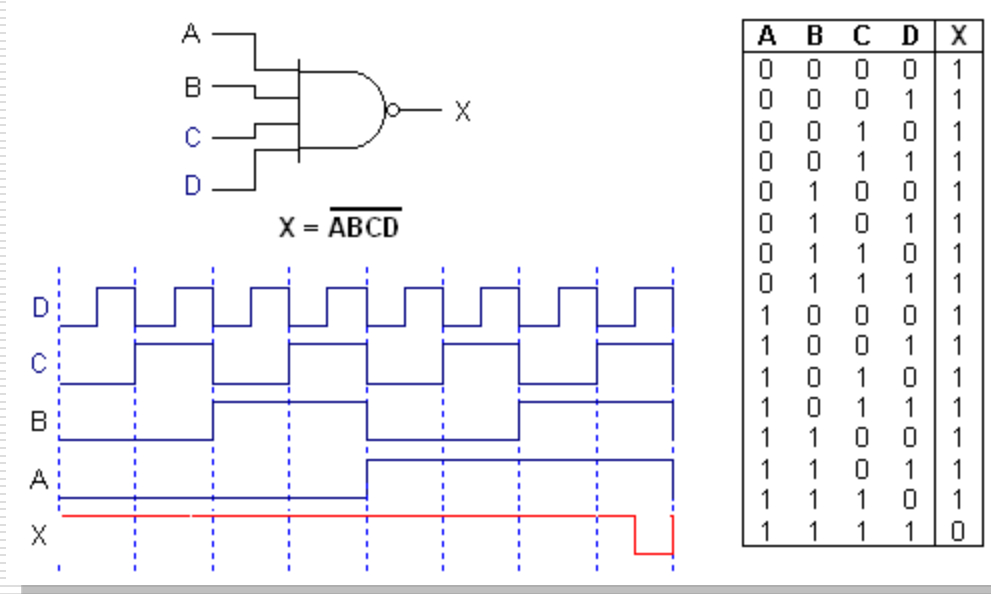 A
B
C
D
X
X = A̅B̅C̅D̅
D
C
B
A
X
A B C D X
0 0 0 0 1
0 0 0 1 1
0 0 1 0 1
0 0 1 1 1
0 1 0 0 1
0 1 0 1 1
0 1 1 0 1
0 1 1 1 1
1 0 0 0 1
1 0 0 1 1
1 0 1 0 1
1 0 1 1 1
1 1 0 0 1
1 1 0 1 1
1 1 1 0 1
1 1 1 1 0